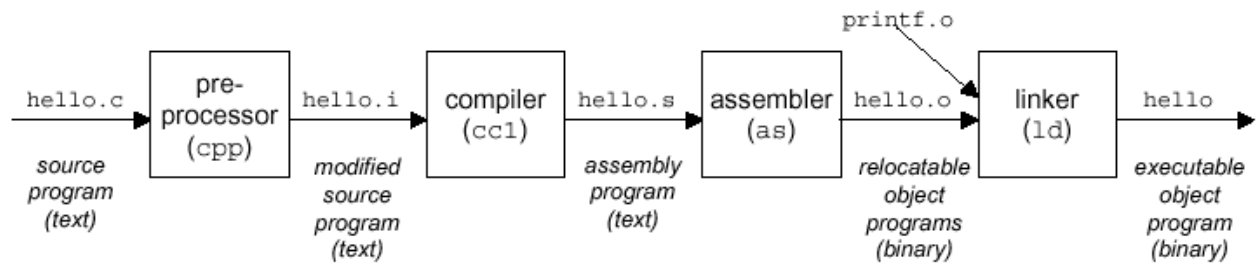 printf.o
hello.c
pre-
processor
(cpp)
hello.i
compiler
(cc1)
hello.s
assembler
(as)
hello.o
linker
(ld)
hello
source
program
(text)
modified
source
program
(text)
assembly
program
(text)
relocatable
object
programs
(binary)
executable
object
program
(binary)